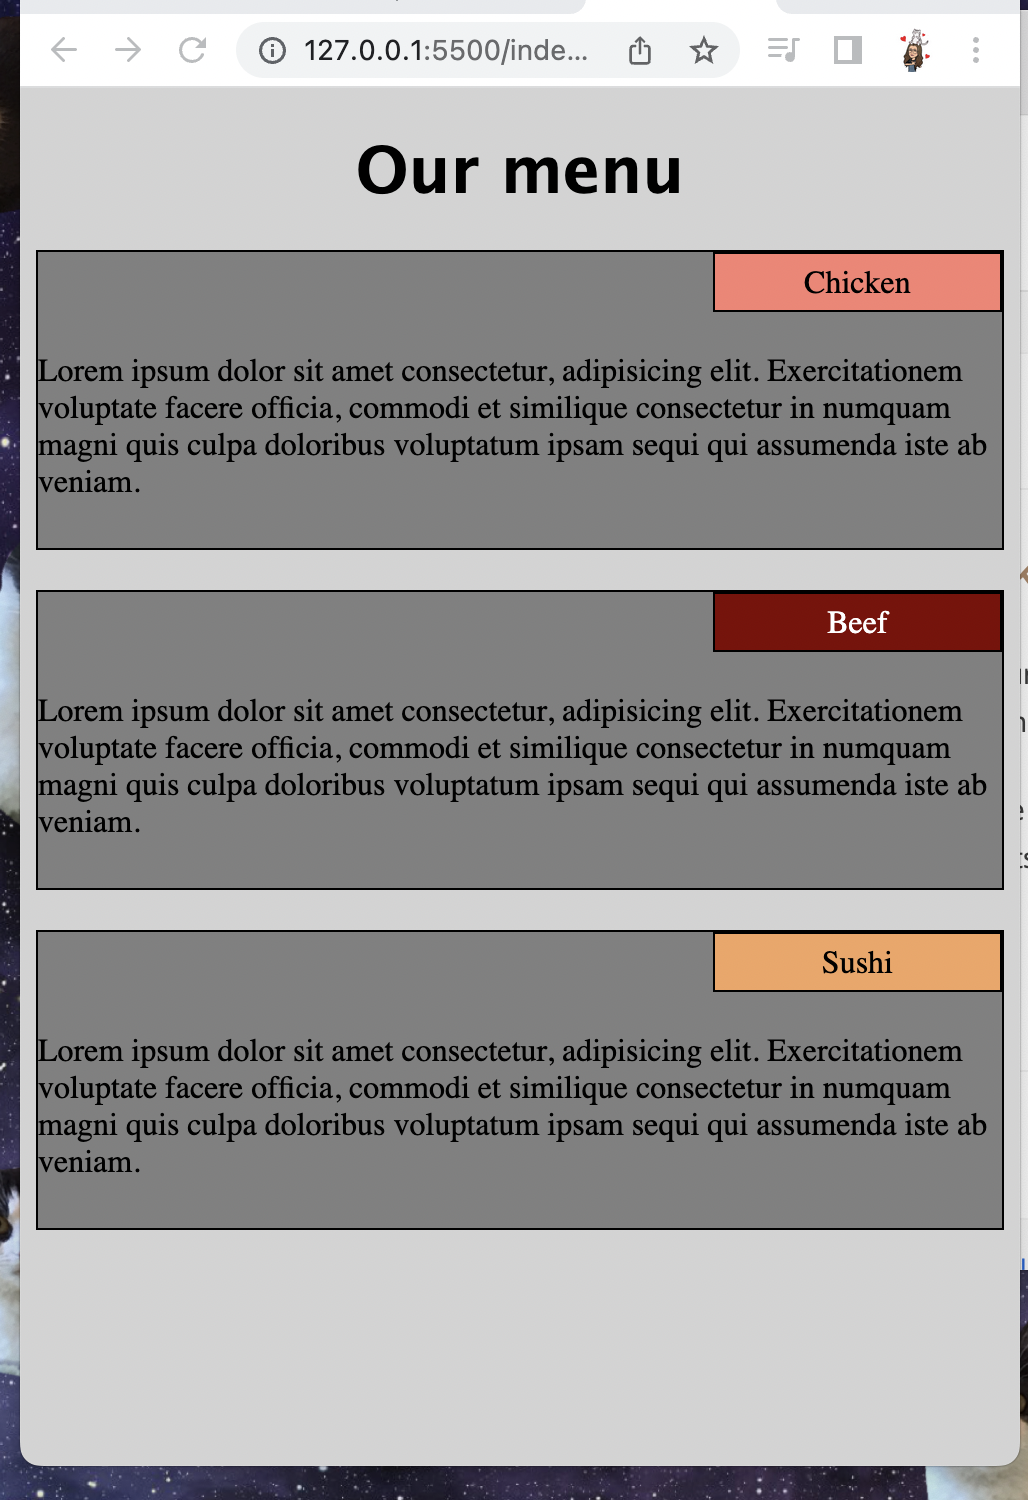 127.0.0.1:5500/inde...
Our menu
Chicken
Lorem ipsum dolor sit amet consectetur, adipisicing elit. Exercitationem
voluptate facere officia, commodi et similique consectetur in numquam
magni quis culpa doloribus voluptatum ipsam sequi qui assumenda iste ab
veniam.
Beef
Lorem ipsum dolor sit amet consectetur, adipisicing elit. Exercitationem
voluptate facere officia, commodi et similique consectetur in numquam
magni quis culpa doloribus voluptatum ipsam sequi qui assumenda iste ab
veniam.
Sushi
Lorem ipsum dolor sit amet consectetur, adipisicing elit. Exercitationem
voluptate facere officia, commodi et similique consectetur in numquam
magni quis culpa doloribus voluptatum ipsam sequi qui assumenda iste ab
veniam.